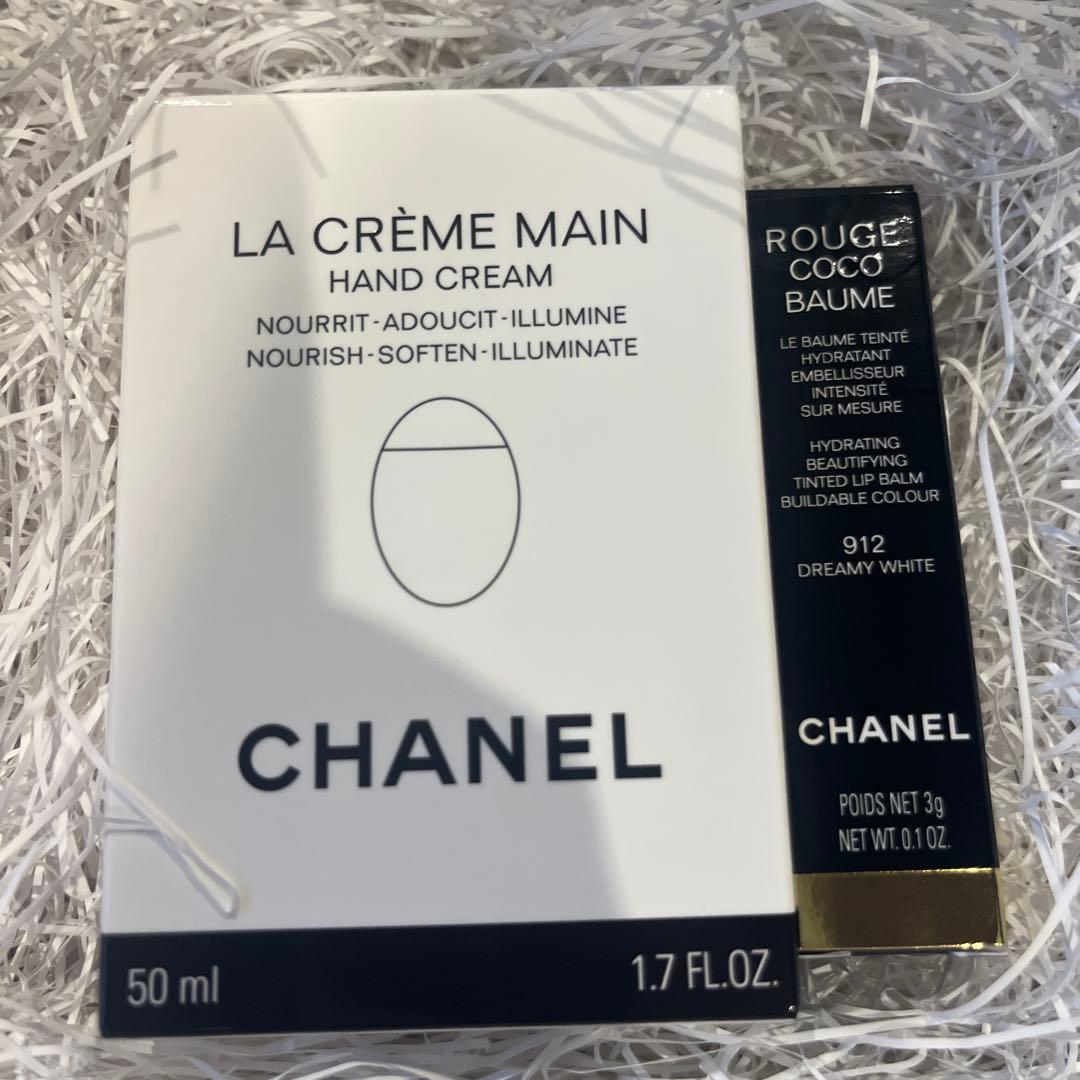 LA CRÈME MAIN
HAND CREAM
NOURRIT-ADOUCIT-ILLUMINE
NOURISH-SOFTEN-ILLUMINATE
CHANEL
50 ml
1.7 FL.OZ.
ROUGE
COCO
BAUME
LE BAUME TEINTÉ
HYDRATANT
EMBELLISSEUR
INTENSITÉ
SUR MESURE
HYDRATING
BEAUTIFYING
TINTED LIP BALM
BUILDABLE COLOUR
912
DREAMY WHITE
CHANEL
POIDS NET 3g
NET WT. 0.1 OZ.